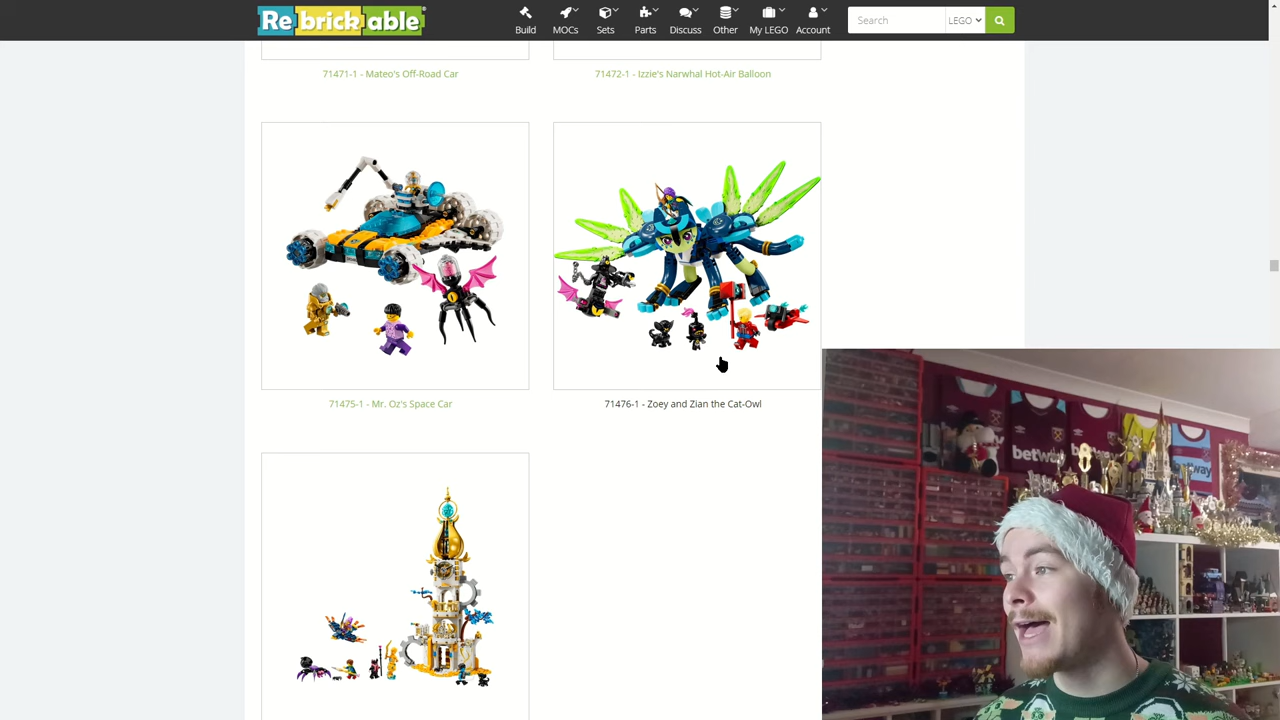 Rebrickable®
Build MOCs Sets Parts Discuss Other My LEGO Account
Search LEGO
71471-1 - Mateo's Off-Road Car
71472-1 - Izzie's Narwhal Hot-Air Balloon
71475-1 - Mr. Oz's Space Car
71476-1 - Zoey and Zian the Cat-Owl
betway
betway
betway